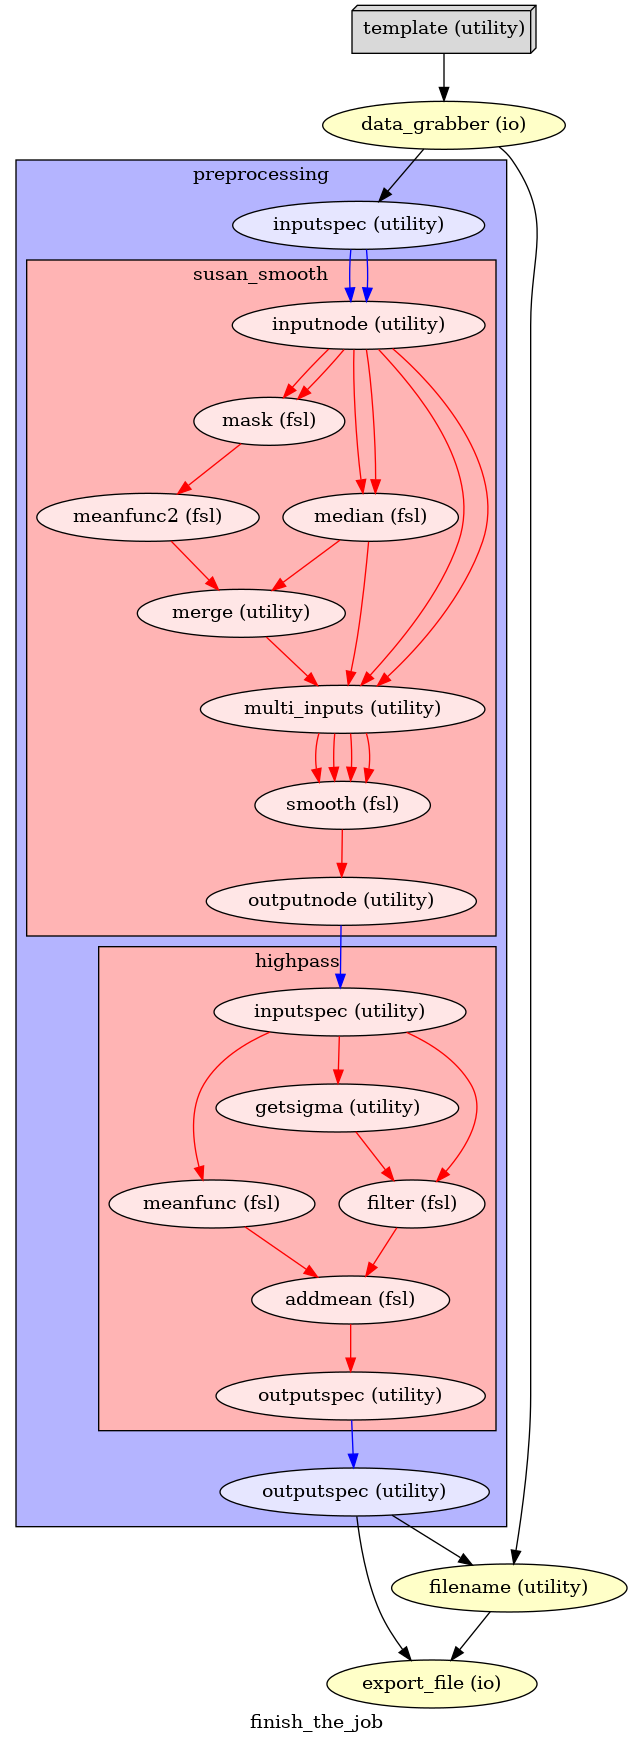 template (utility)
data_grabber (io)
preprocessing
inputspec (utility)
susan_smooth
inputnode (utility)
mask (fsl)
meanfunc2 (fsl)
median (fsl)
merge (utility)
multi_inputs (utility)
smooth (fsl)
outputnode (utility)
highpass
inputspec (utility)
getsigma (utility)
meanfunc (fsl)
filter (fsl)
addmean (fsl)
outputspec (utility)
outputspec (utility)
filename (utility)
export_file (io)
finish_the_job